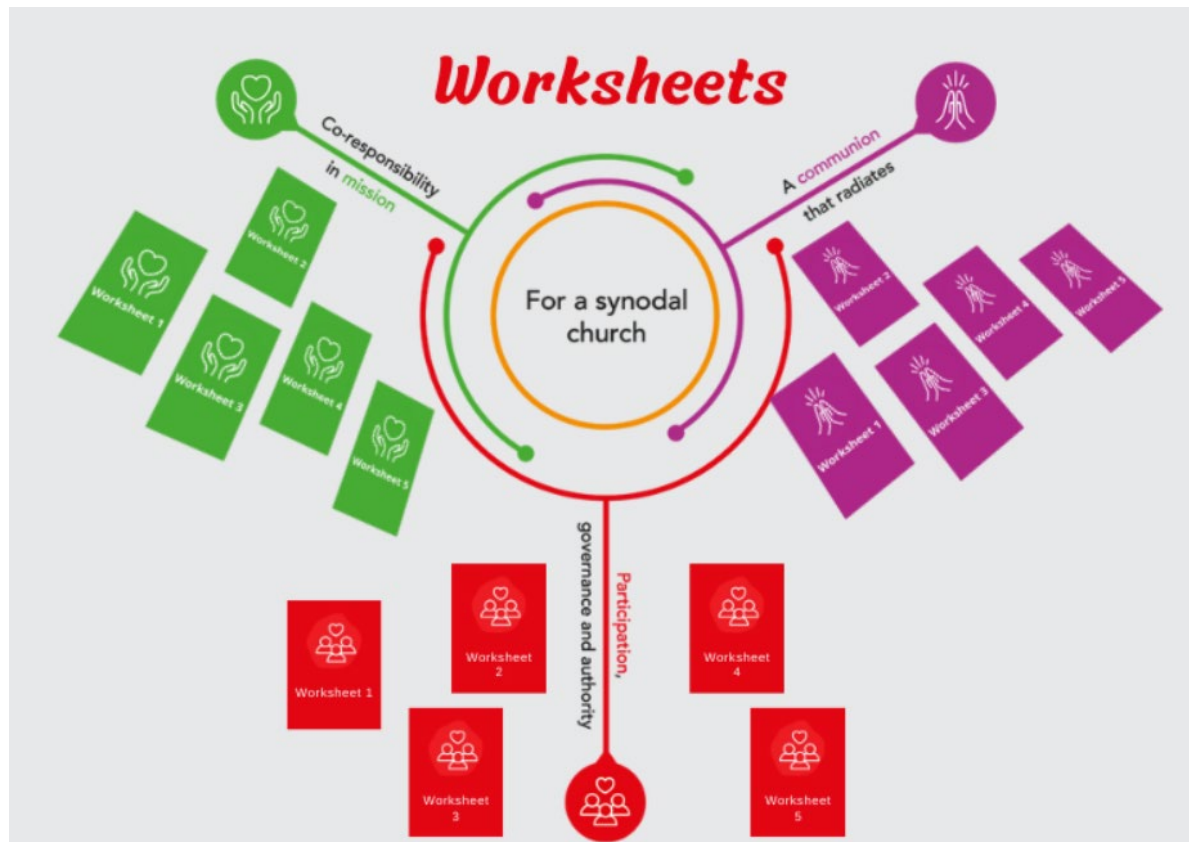 Worksheets
Co-responsibility
in mission
A communion
that radiates
For a synodal
church
Worksheet 1
Worksheet 2
Worksheet 3
Worksheet 4
Worksheet 5
Worksheet 2
Worksheet 4
Worksheet 5
Worksheet 1
Worksheet 3
Participation,
governance and authority
Worksheet 1
Worksheet
2
Worksheet
3
Worksheet
4
Worksheet
5